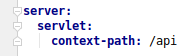 server:
  servlet:
    context-path: /api